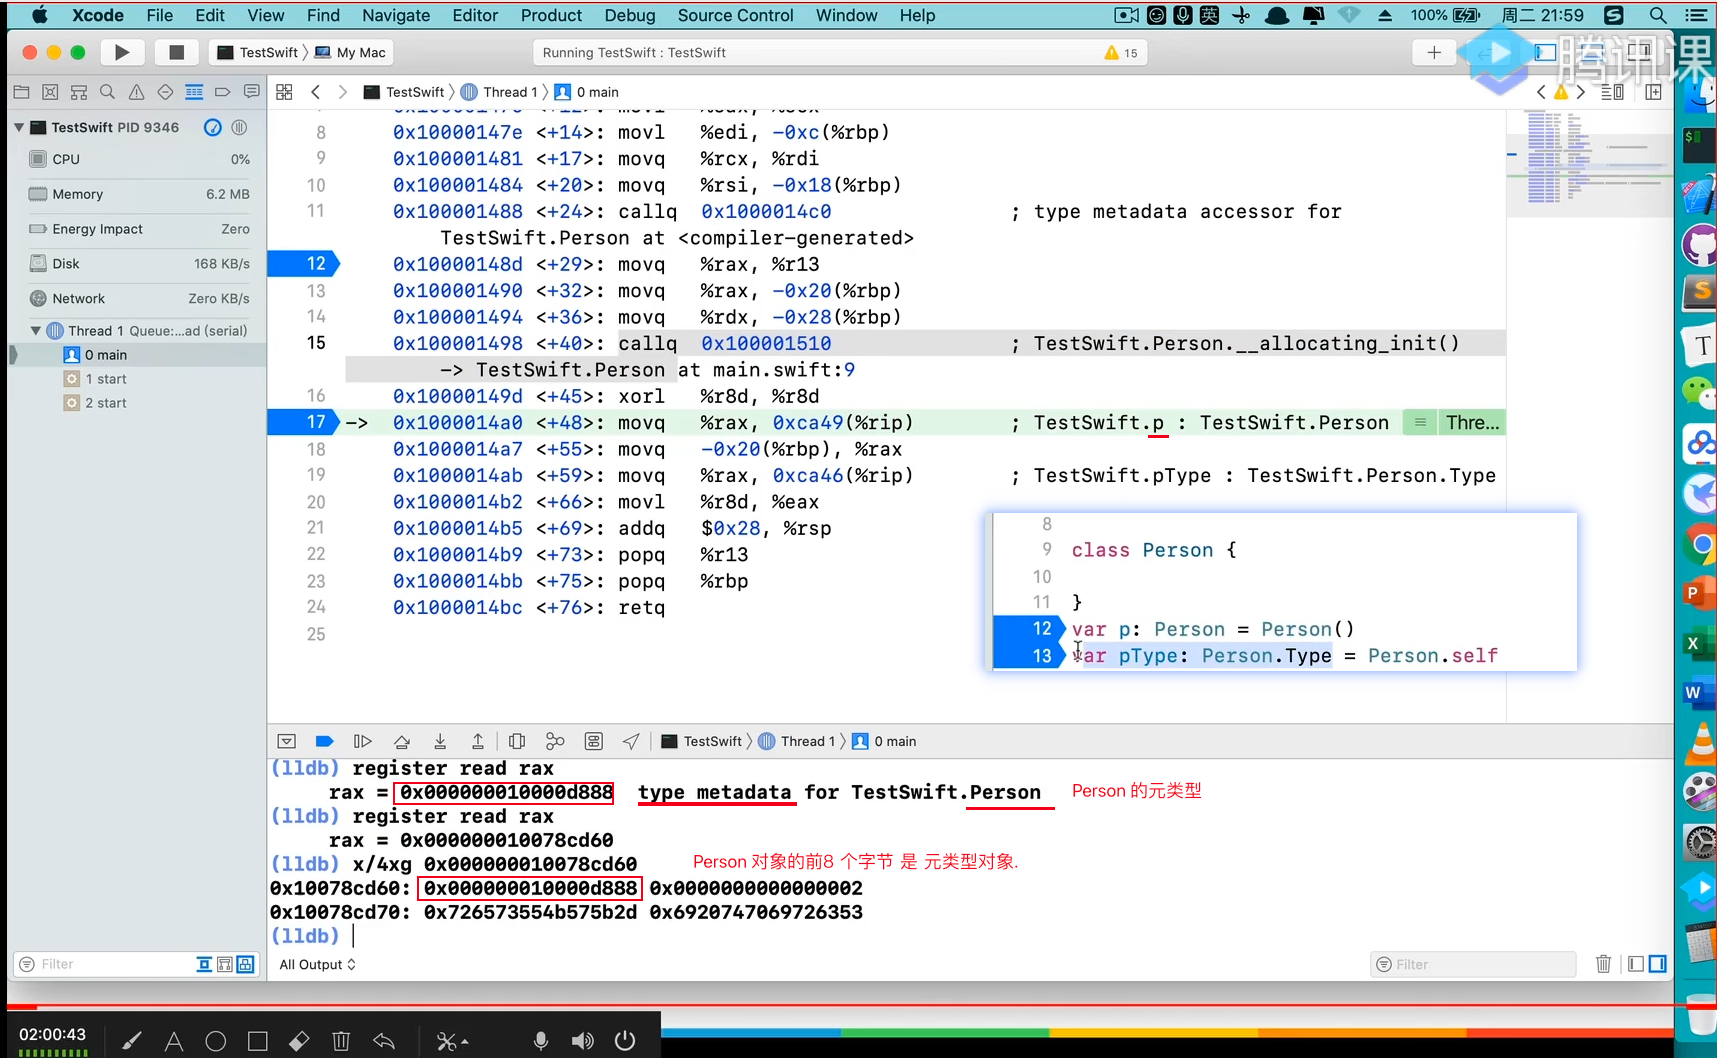 Xcode File Edit View Find Navigate Editor Product Debug Source Control Window Help 英 100% 周二 21:59
TestSwift My Mac Running TestSwift : TestSwift 15
腾讯课
TestSwift Thread 1 0 main
TestSwift PID 9346
CPU 0%
Memory 6.2 MB
Energy Impact Zero
Disk 168 KB/s
Network Zero KB/s
Thread 1 Queue:...ad (serial)
0 main
1 start
2 start
8 0x10000147e <+14>: movl %edi, -0xc(%rbp)
9 0x100001481 <+17>: movq %rcx, %rdi
10 0x100001484 <+20>: movq %rsi, -0x18(%rbp)
11 0x100001488 <+24>: callq 0x1000014c0 ; type metadata accessor for
TestSwift.Person at <compiler-generated>
12 0x10000148d <+29>: movq %rax, %r13
13 0x100001490 <+32>: movq %rax, -0x20(%rbp)
14 0x100001494 <+36>: movq %rdx, -0x28(%rbp)
15 0x100001498 <+40>: callq 0x100001510 ; TestSwift.Person.__allocating_init()
-> TestSwift.Person at main.swift:9
16 0x10000149d <+45>: xorl %r8d, %r8d
17 -> 0x1000014a0 <+48>: movq %rax, 0xca49(%rip) ; TestSwift.p : TestSwift.Person Thre...
18 0x1000014a7 <+55>: movq -0x20(%rbp), %rax
19 0x1000014ab <+59>: movq %rax, 0xca46(%rip) ; TestSwift.pType : TestSwift.Person.Type
20 0x1000014b2 <+66>: movl %r8d, %eax
21 0x1000014b5 <+69>: addq $0x28, %rsp
22 0x1000014b9 <+73>: popq %r13
23 0x1000014bb <+75>: popq %rbp
24 0x1000014bc <+76>: retq
25
8
9 class Person {
10
11 }
12 var p: Person = Person()
13 var pType: Person.Type = Person.self
TestSwift Thread 1 0 main
(lldb) register read rax
rax = 0x000000010000d888 type metadata for TestSwift.Person Person 的元类型
(lldb) register read rax
rax = 0x000000010078cd60
(lldb) x/4xg 0x000000010078cd60 Person 对象的前8 个字节 是 元类型对象.
0x10078cd60: 0x000000010000d888 0x0000000000000002
0x10078cd70: 0x726573554b575b2d 0x6920747069726353
(lldb)
Filter All Output Filter
02:00:43